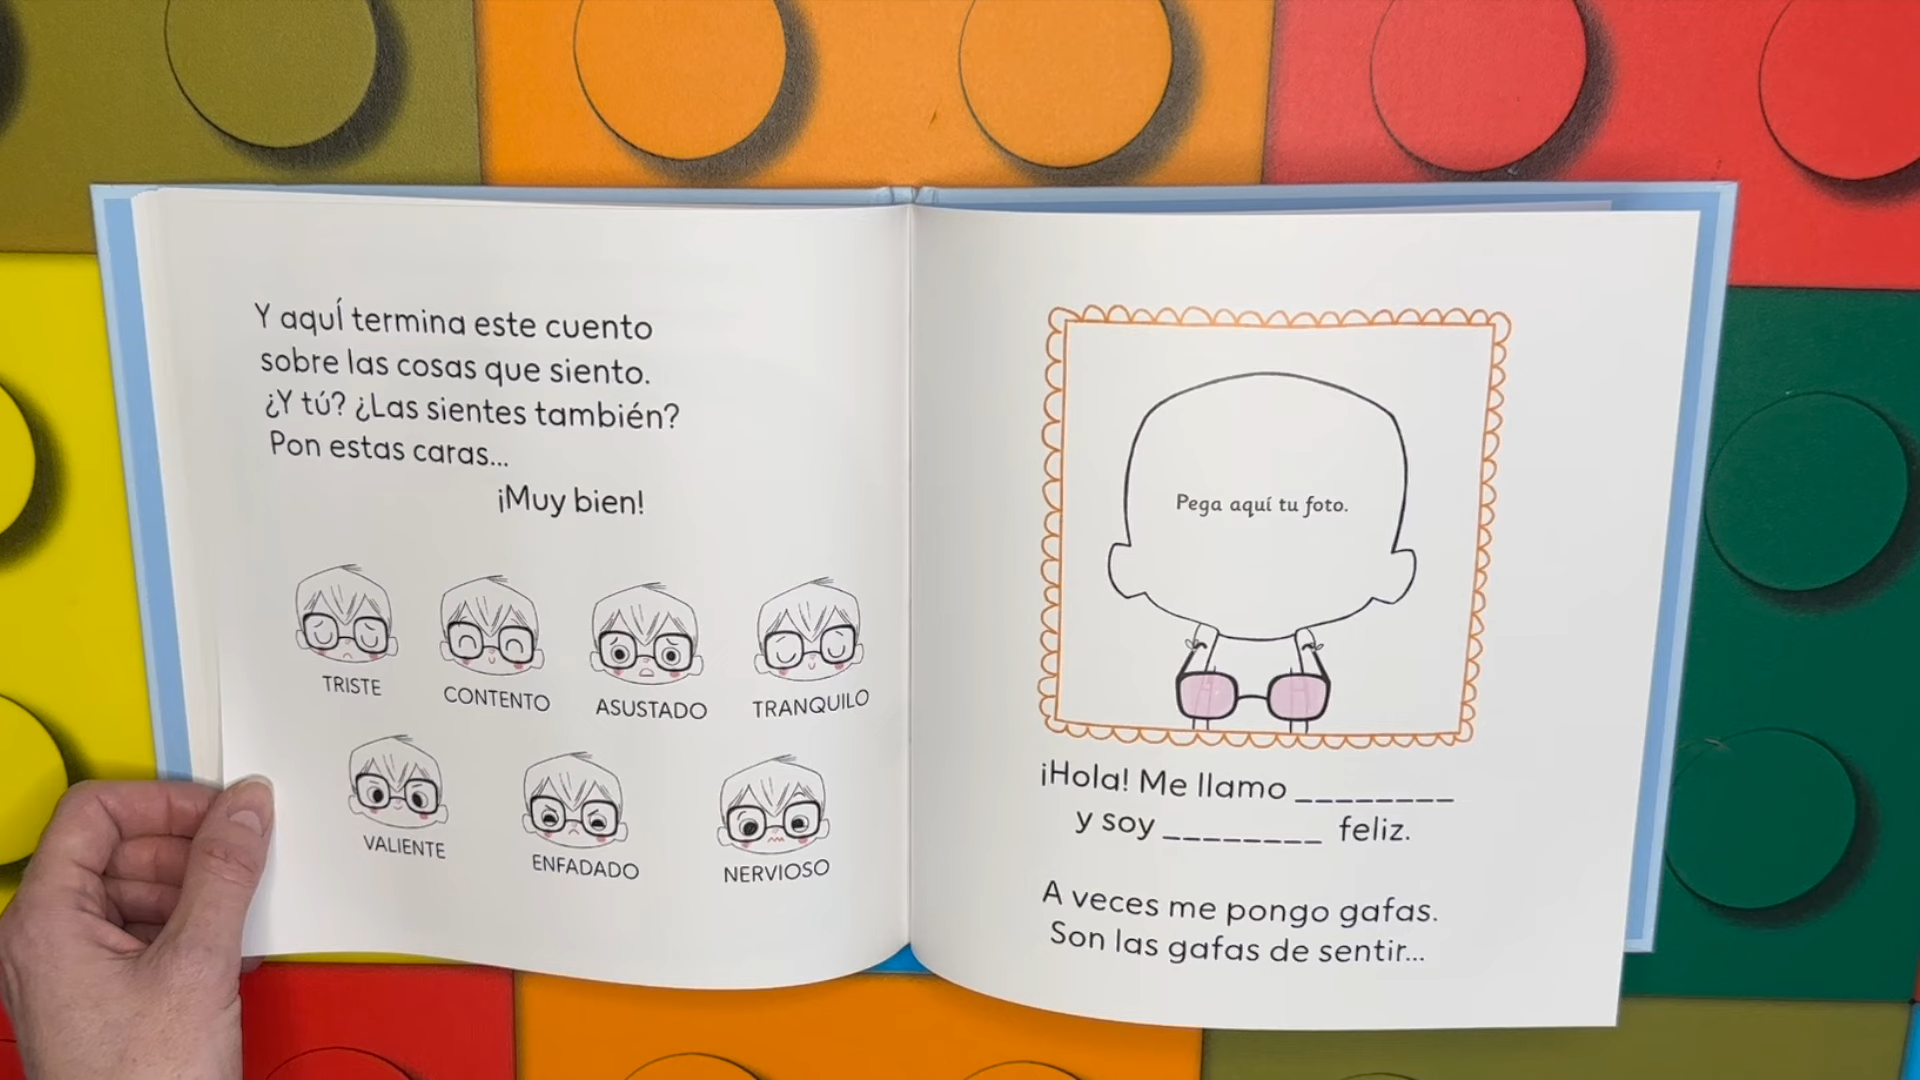 Y aquÍ termina este cuento
sobre las cosas que siento.
¿Y tú? ¿Las sientes también?
Pon estas caras...
¡Muy bien!
TRISTE
CONTENTO
ASUSTADO
TRANQUILO
VALIENTE
ENFADADO
NERVIOSO
Pega aquí tu foto.
¡Hola! Me llamo ________
y soy ________ feliz.
A veces me pongo gafas.
Son las gafas de sentir...